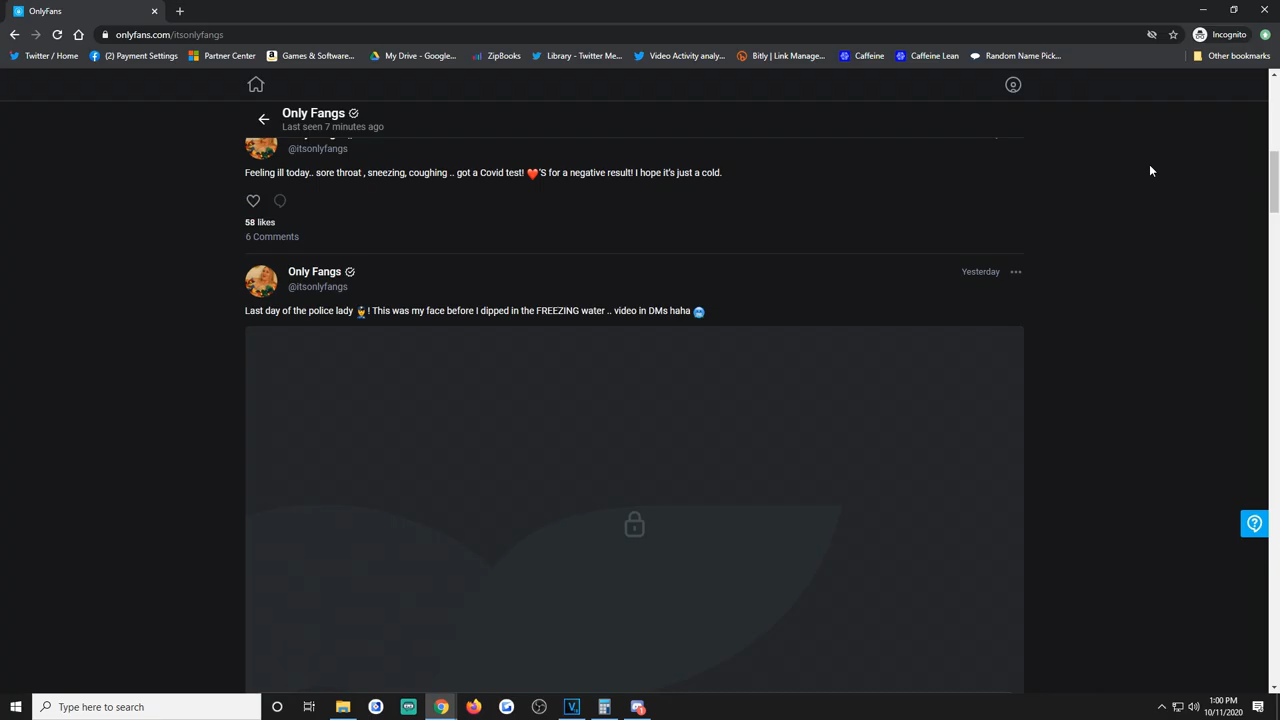 OnlyFans
onlyfans.com/itsonlyfangs
Incognito
Twitter / Home
(2) Payment Settings
Partner Center
Games & Software...
My Drive - Google...
ZipBooks
Library - Twitter Me...
Video Activity analy...
Bitly | Link Manage...
Caffeine
Caffeine Lean
Random Name Pick...
Other bookmarks
Only Fangs
Last seen 7 minutes ago
@itsonlyfangs
Feeling ill today.. sore throat , sneezing, coughing .. got a Covid test! ❤️'S for a negative result! I hope it's just a cold.
58 likes
6 Comments
Only Fangs
Yesterday
@itsonlyfangs
Last day of the police lady 👮! This was my face before I dipped in the FREEZING water .. video in DMs haha 🥶
Type here to search
1:00 PM
10/11/2020